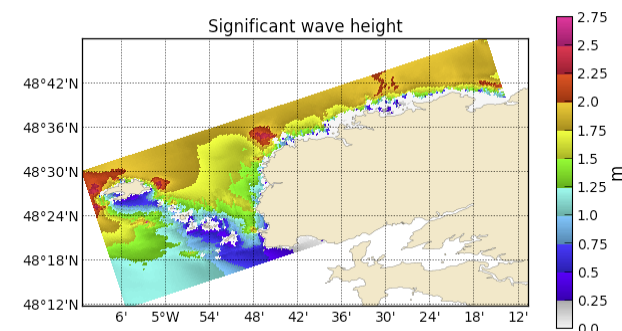 Significant wave height
2.75
2.5
48°42'N
2.25
2.0
48°36'N
1.75
48°30'N
1.5
m
1.25
48°24'N
1.0
0.75
48°18'N
0.5
0.25
48°12'N
0.0
6' 5°W 54' 48' 42' 36' 30' 24' 18' 12'